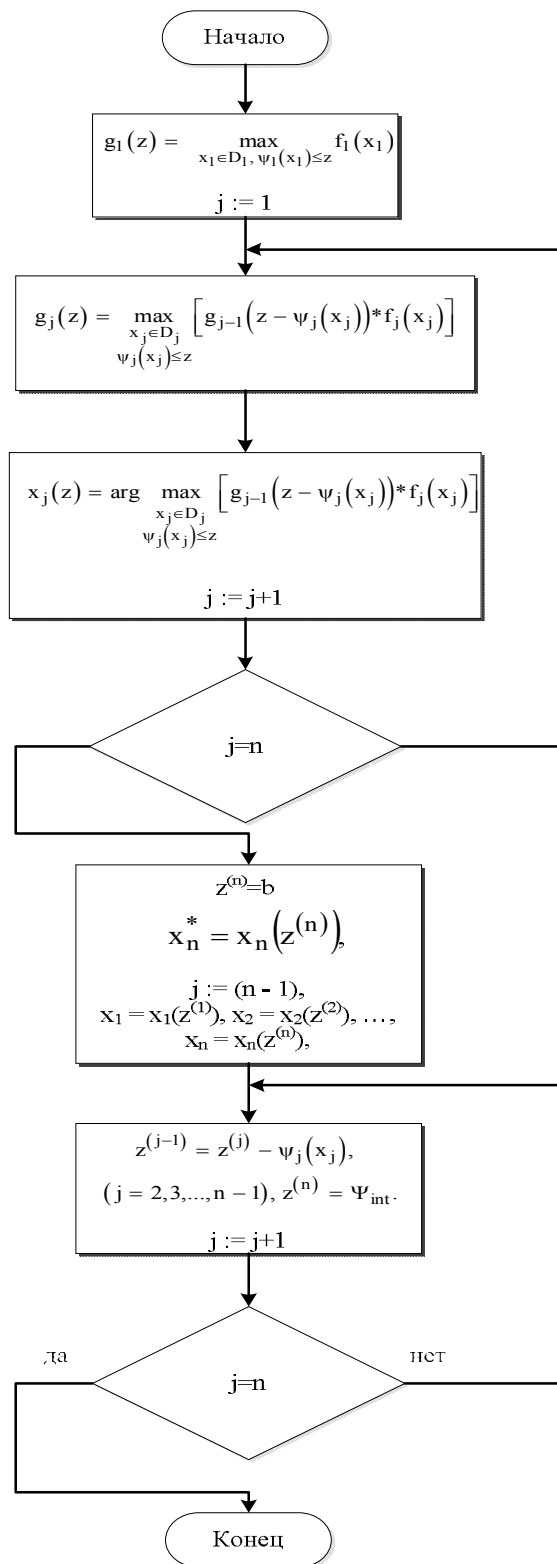 Начало
g₁(z) = max f₁(x₁)
x₁∈D₁, ψ₁(x₁)≤z
j := 1
gⱼ(z) = max [gⱼ₋₁(z − ψⱼ(xⱼ))*fⱼ(xⱼ)]
xⱼ∈Dⱼ
ψⱼ(xⱼ)≤z
xⱼ(z) = arg max [gⱼ₋₁(z − ψⱼ(xⱼ))*fⱼ(xⱼ)]
xⱼ∈Dⱼ
ψⱼ(xⱼ)≤z
j := j+1
j=n
z⁽ⁿ⁾=b
xₙ* = xₙ(z⁽ⁿ⁾),
j := (n - 1),
x₁ = x₁(z⁽¹⁾), x₂ = x₂(z⁽²⁾), …,
xₙ = xₙ(z⁽ⁿ⁾),
z⁽ʲ⁻¹⁾ = z⁽ʲ⁾ − ψⱼ(xⱼ),
(j = 2,3,...,n − 1), z⁽ⁿ⁾ = Ψint.
j := j+1
да нет
j=n
Конец